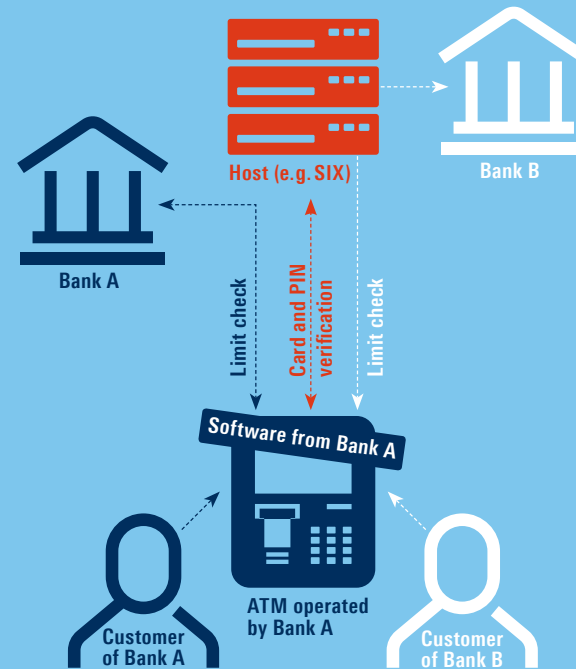 Host (e.g. SIX)
Bank B
Bank A
Limit check
Card and PIN
verification
Limit check
Software from Bank A
ATM operated
by Bank A
Customer
of Bank A
Customer
of Bank B